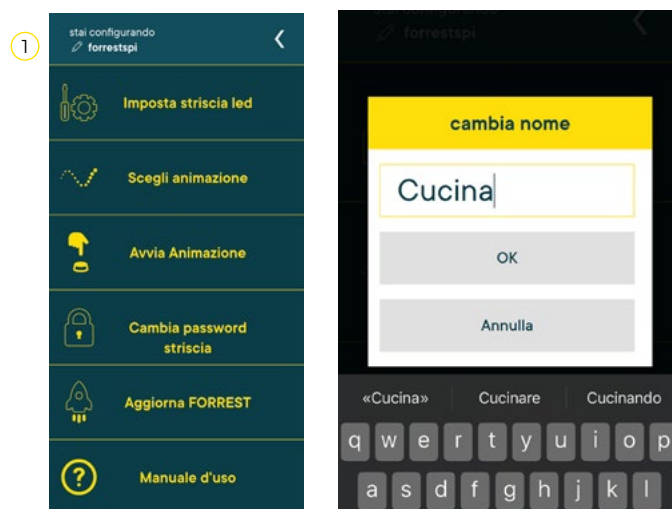 1
stai configurando
forrestspi
Imposta striscia led
Scegli animazione
Avvia Animazione
Cambia password
striscia
Aggiorna FORREST
?
Manuale d'uso
forrestspi
cambia nome
Cucina
OK
Annulla
«Cucina» Cucinare Cucinando
q w e r t y u i o p
a s d f g h j k l